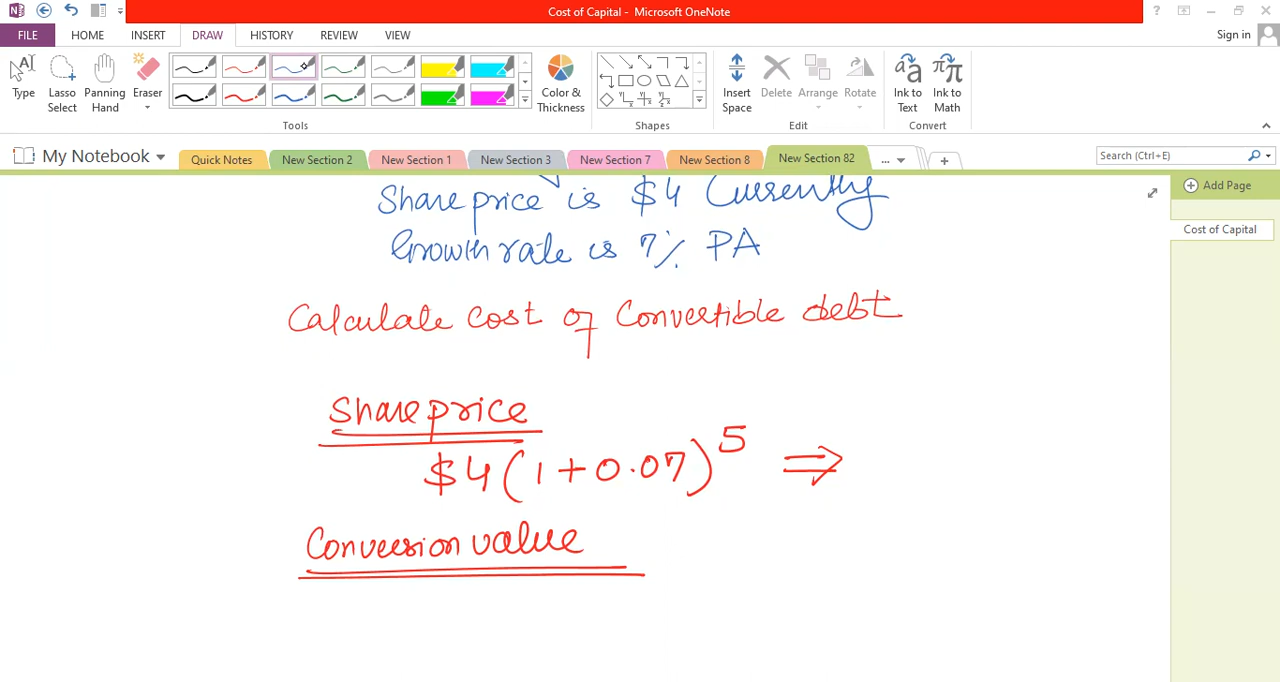 Cost of Capital - Microsoft OneNote
?
FILE HOME INSERT DRAW HISTORY REVIEW VIEW
Sign in
Type
Lasso Select
Panning Hand
Eraser
Color & Thickness
Insert Space
Delete
Arrange
Rotate
Ink to Text
Ink to Math
Tools Shapes Edit Convert
My Notebook
Quick Notes New Section 2 New Section 1 New Section 3 New Section 7 New Section 8 New Section 82 ... +
Search (Ctrl+E)
Add Page
Cost of Capital
Share price is $4 Currently
Growth rate is 7% PA
Calculate cost of Convertible debt
Share price
$4(1+0.07)^5 ⇒
Conversion value